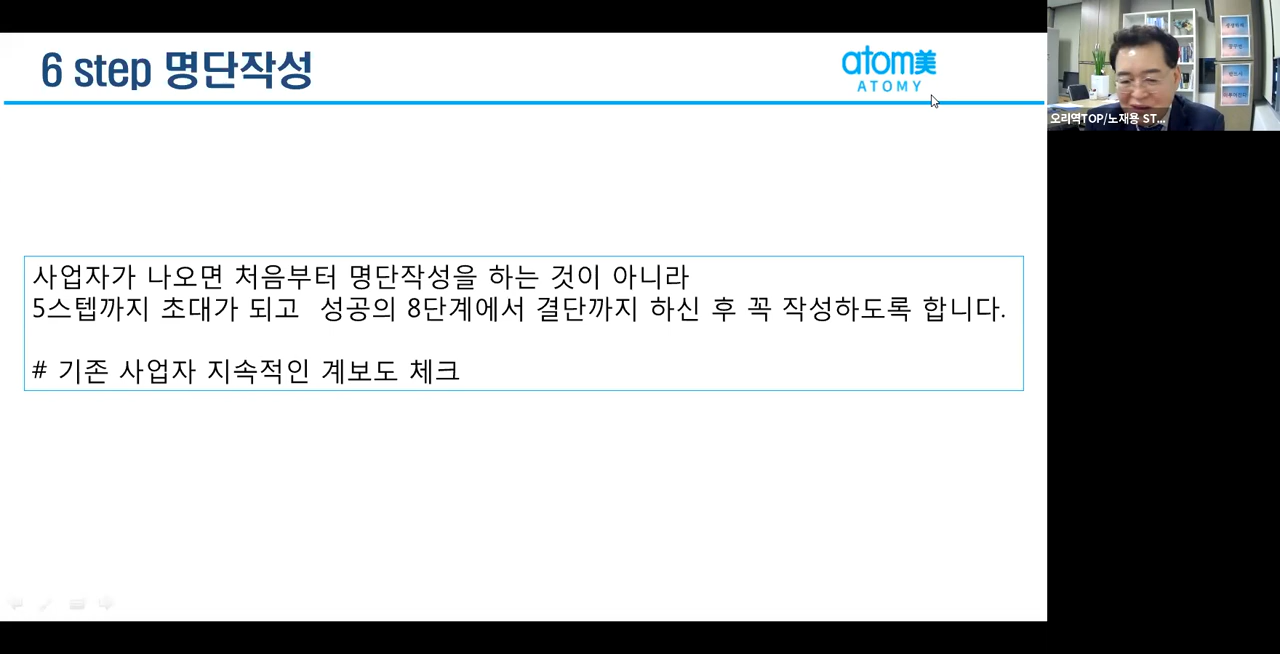 6 step 명단작성
atom美
ATOMY
사업자가 나오면 처음부터 명단작성을 하는 것이 아니라
5스텝까지 초대가 되고 성공의 8단계에서 결단까지 하신 후 꼭 작성하도록 합니다.
# 기존 사업자 지속적인 계보도 체크
오리역TOP/노재용 ST...